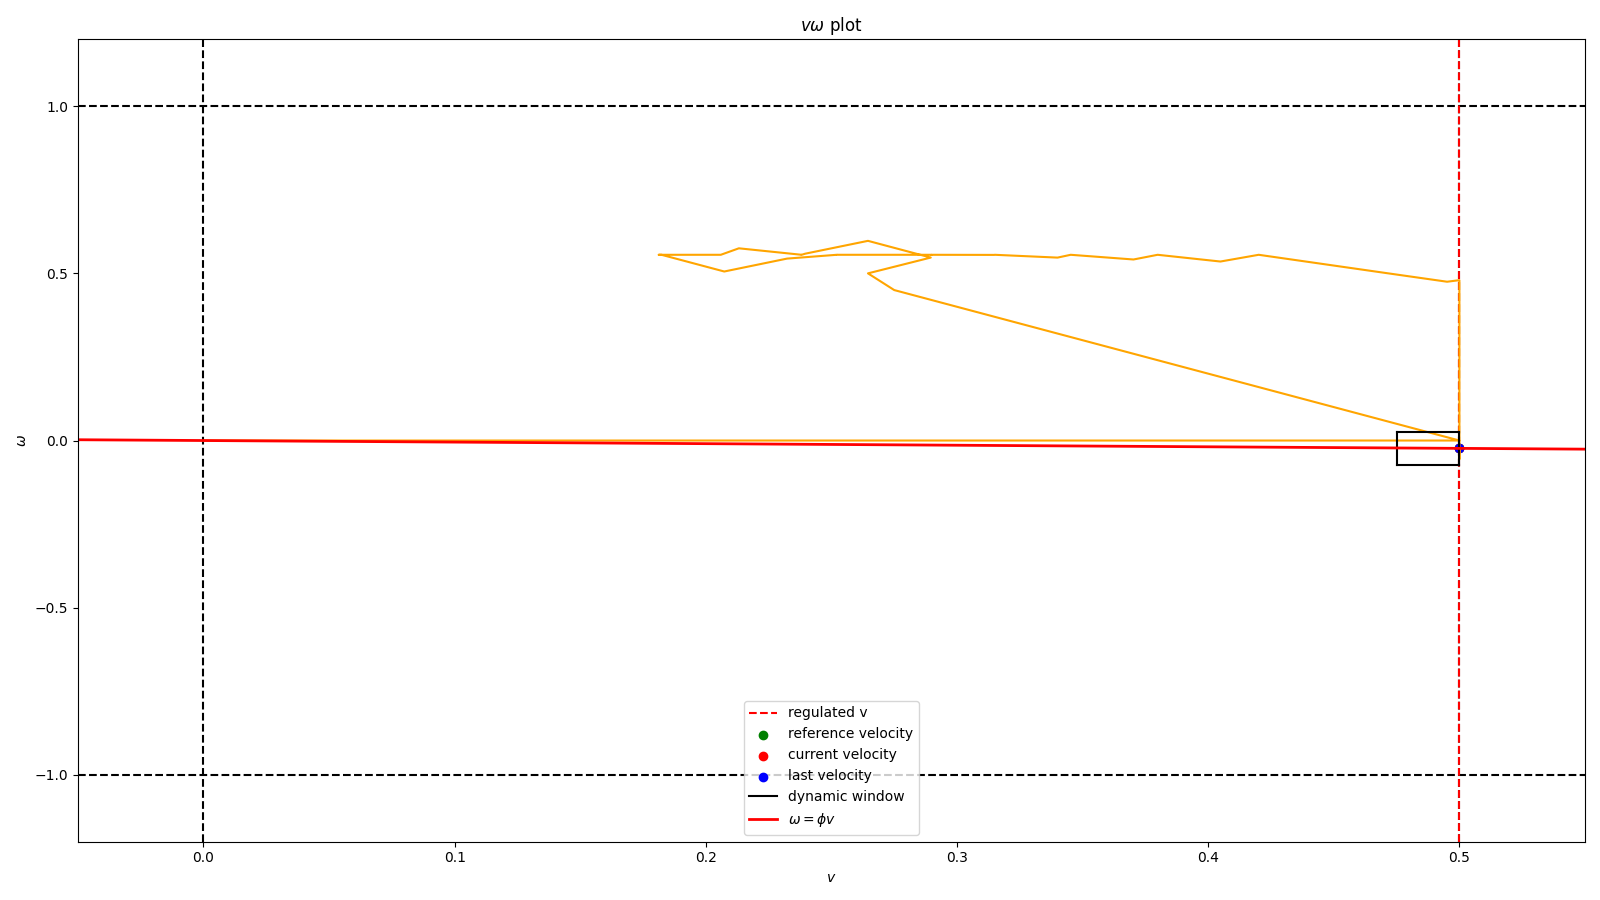 vω plot
ω
1.0
0.5
0.0
−0.5
−1.0
regulated v
reference velocity
current velocity
last velocity
dynamic window
ω = ϕv
0.0 0.1 0.2 0.3 0.4 0.5
v